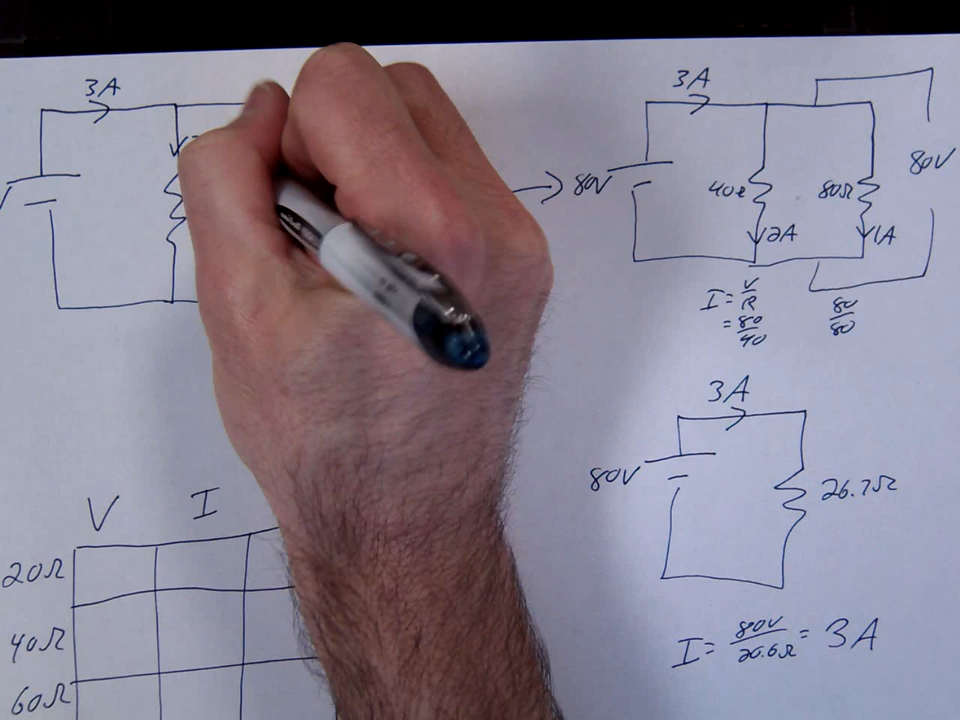 3A
V
3A
80V
40Ω
80Ω
80V
2A
1A
I = V/R
= 80/40
80/80
3A
80V
26.7Ω
I = 80V/26.6Ω = 3A
V I
20Ω
40Ω
60Ω